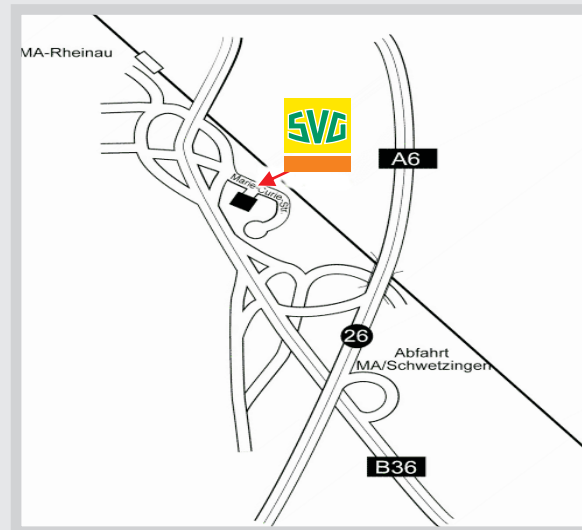 MA-Rheinau
SVG
A6
Marie-Curie-Str.
26
Abfahrt
MA/Schwetzingen
B36